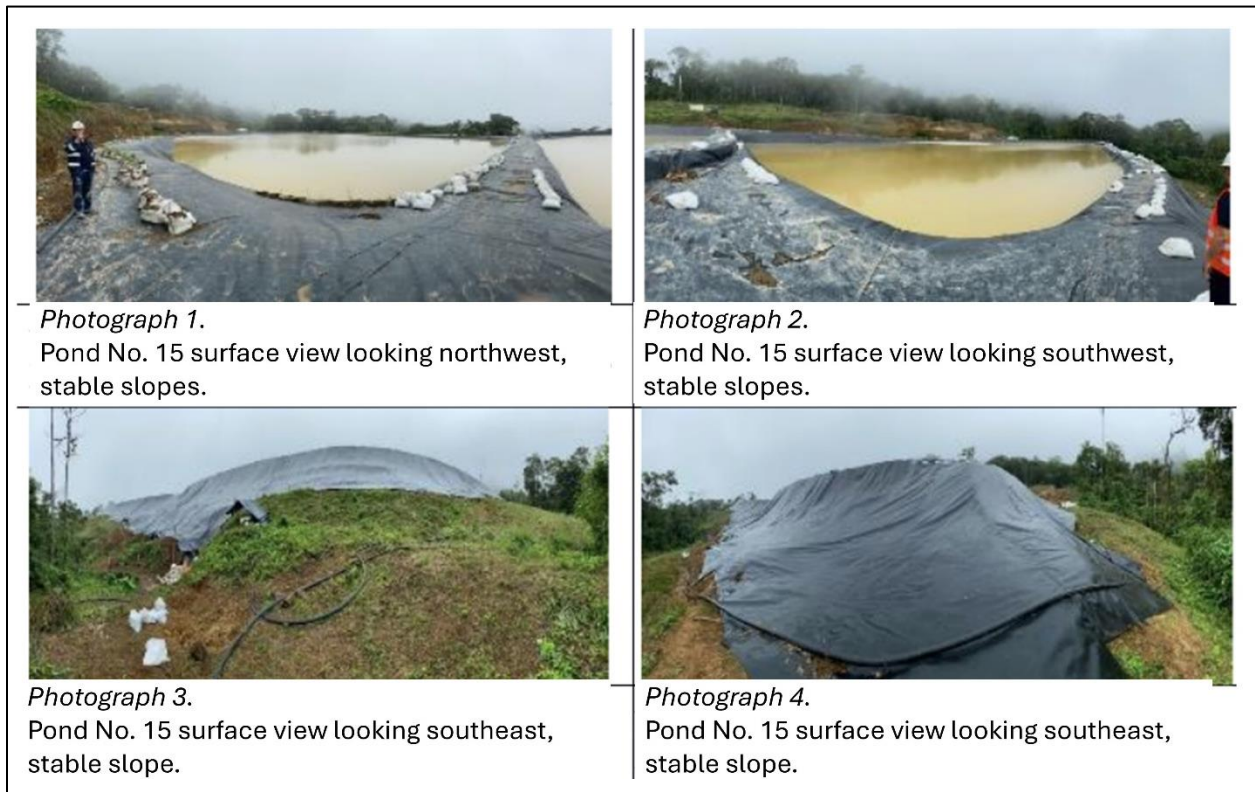 Photograph 1.
Pond No. 15 surface view looking northwest,
stable slopes.
Photograph 2.
Pond No. 15 surface view looking southwest,
stable slopes.
Photograph 3.
Pond No. 15 surface view looking southeast,
stable slope.
Photograph 4.
Pond No. 15 surface view looking southeast,
stable slope.